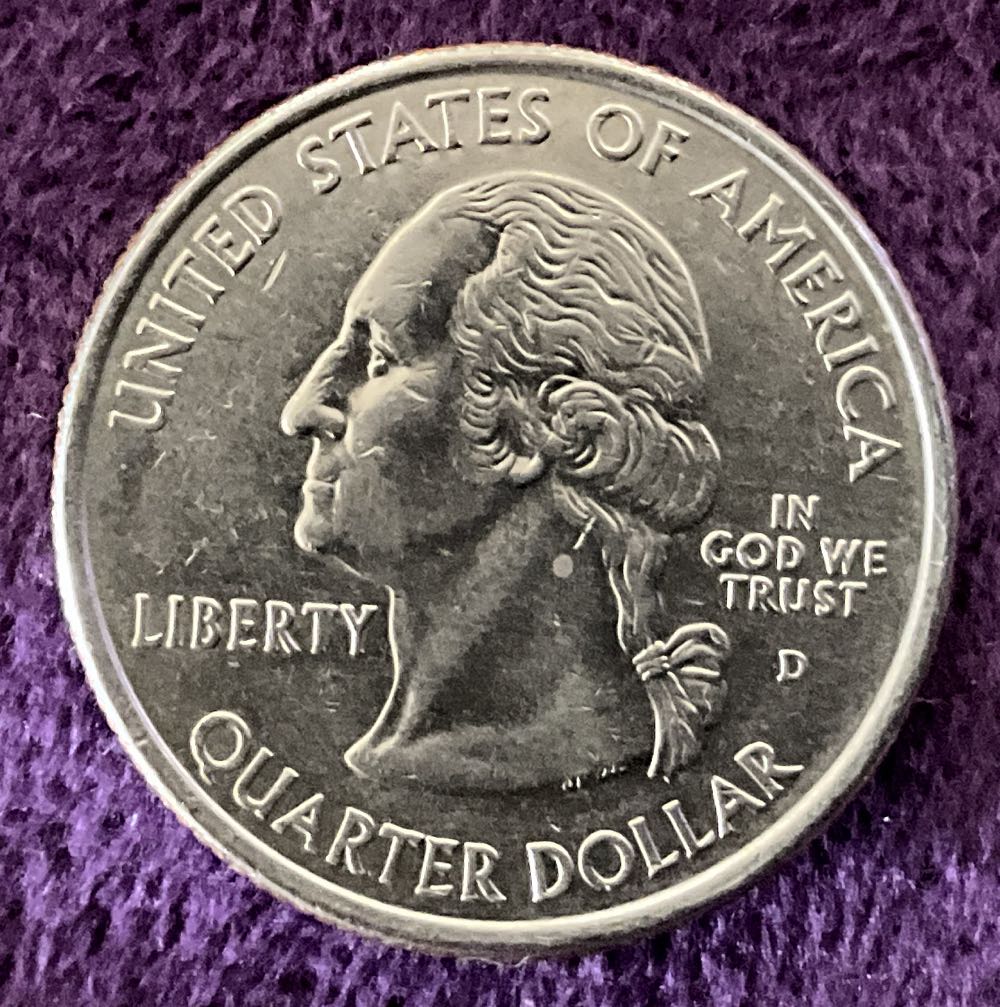 UNITED STATES OF AMERICA
LIBERTY
IN
GOD WE
TRUST
D
QUARTER DOLLAR